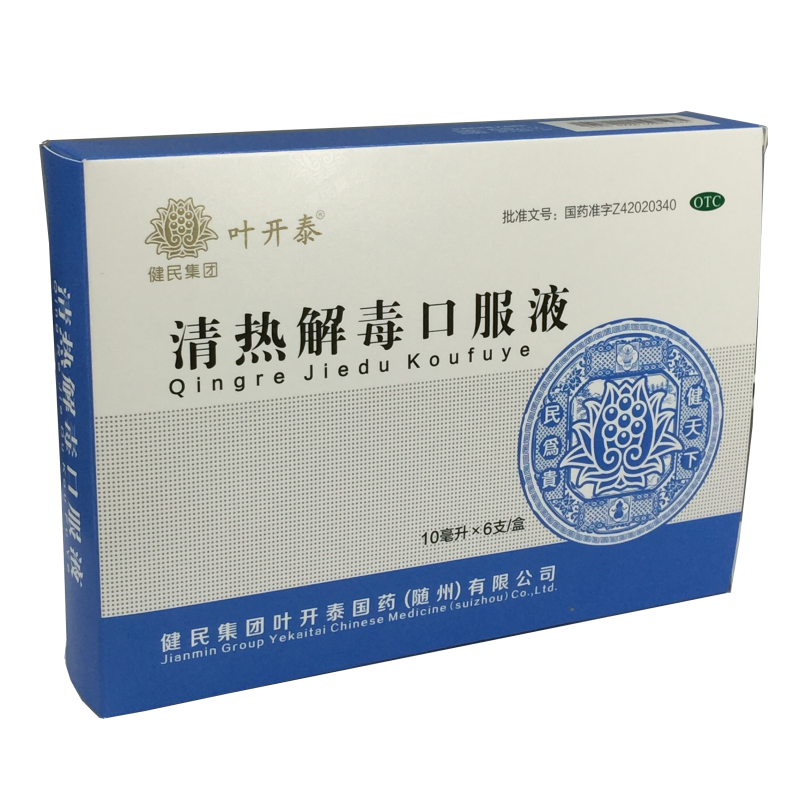 叶开泰®
健民集团
批准文号：国药准字Z42020340
OTC
清热解毒口服液
Qingre Jiedu Koufuye
民為貴
健天下
10毫升×6支/盒
健民集团叶开泰国药(随州)有限公司
Jianmin Group Yekaitai Chinese Medicine(suizhou)Co.,Ltd.
清热解毒口服液